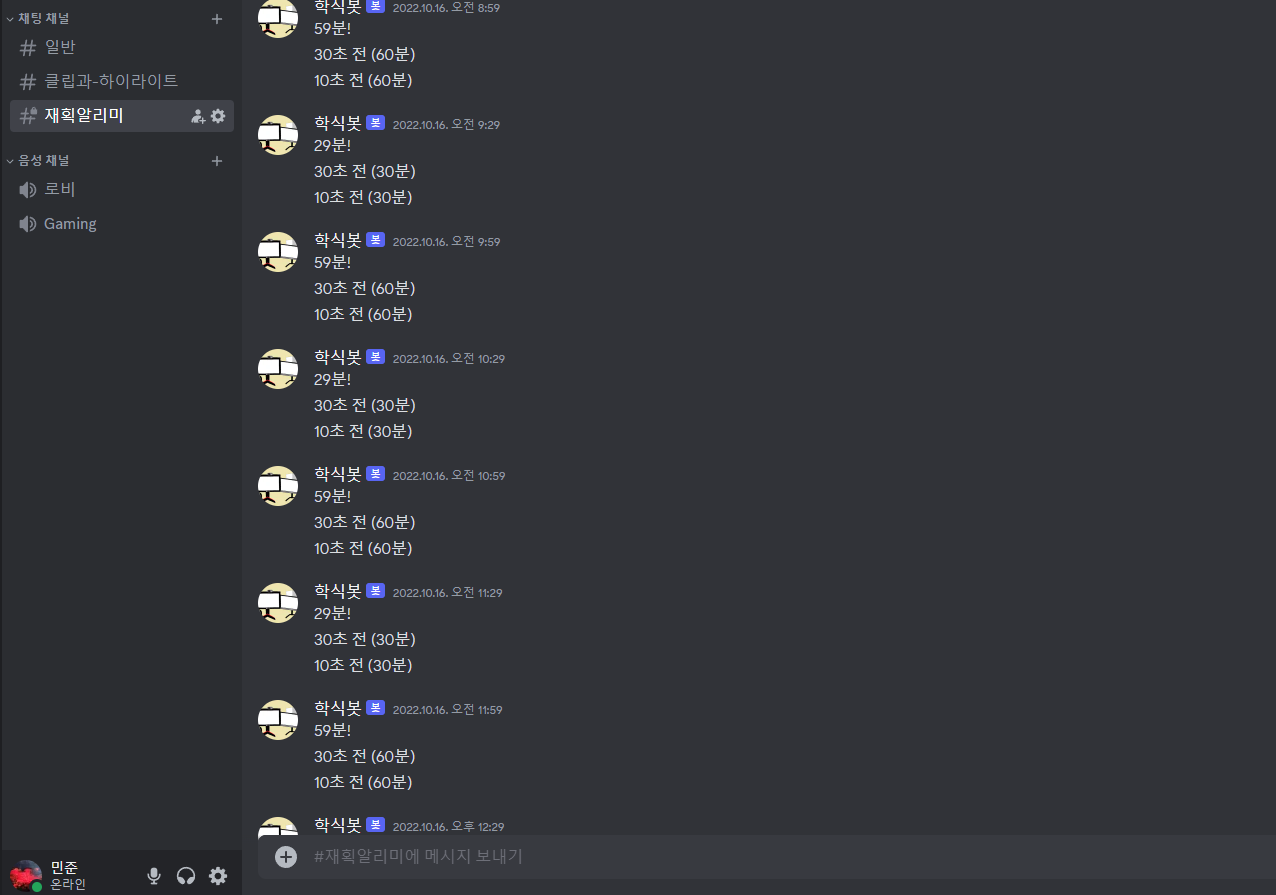 채팅 채널
일반
클립과-하이라이트
재획알리미
음성 채널
로비
Gaming
민준
온라인
학식봇 봇 2022.10.16. 오전 8:59
59분!
30초 전 (60분)
10초 전 (60분)
학식봇 봇 2022.10.16. 오전 9:29
29분!
30초 전 (30분)
10초 전 (30분)
학식봇 봇 2022.10.16. 오전 9:59
59분!
30초 전 (60분)
10초 전 (60분)
학식봇 봇 2022.10.16. 오전 10:29
29분!
30초 전 (30분)
10초 전 (30분)
학식봇 봇 2022.10.16. 오전 10:59
59분!
30초 전 (60분)
10초 전 (60분)
학식봇 봇 2022.10.16. 오전 11:29
29분!
30초 전 (30분)
10초 전 (30분)
학식봇 봇 2022.10.16. 오전 11:59
59분!
30초 전 (60분)
10초 전 (60분)
학식봇 봇 2022.10.16. 오후 12:29
#재획알리미에 메시지 보내기